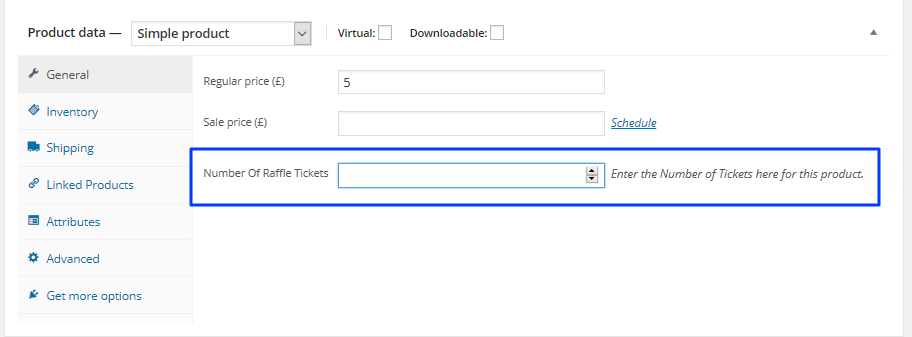 Product data — Simple product Virtual: Downloadable:
General
Regular price (£) 5
Inventory
Sale price (£) Schedule
Shipping
Number Of Raffle Tickets Enter the Number of Tickets here for this product.
Linked Products
Attributes
Advanced
Get more options